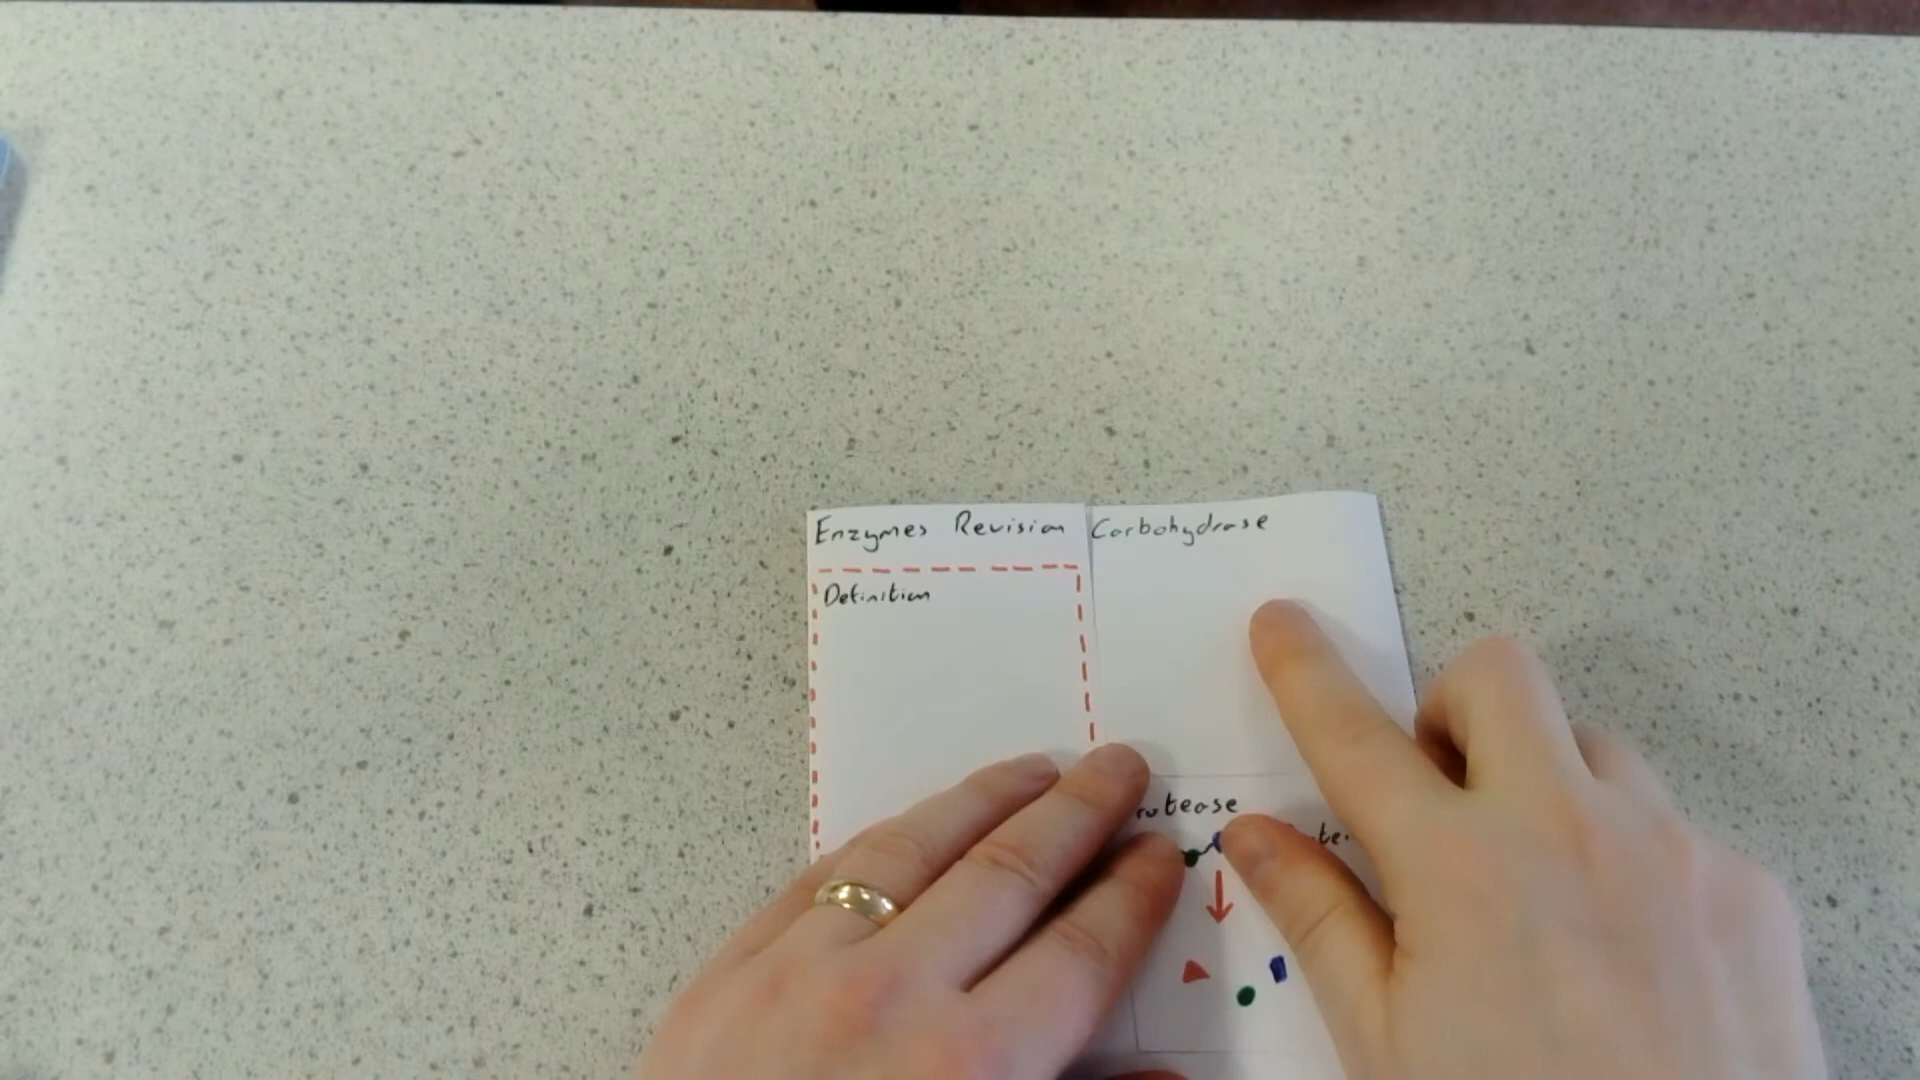 Enzymes Revision
Definition
Carbohydrase
rotease